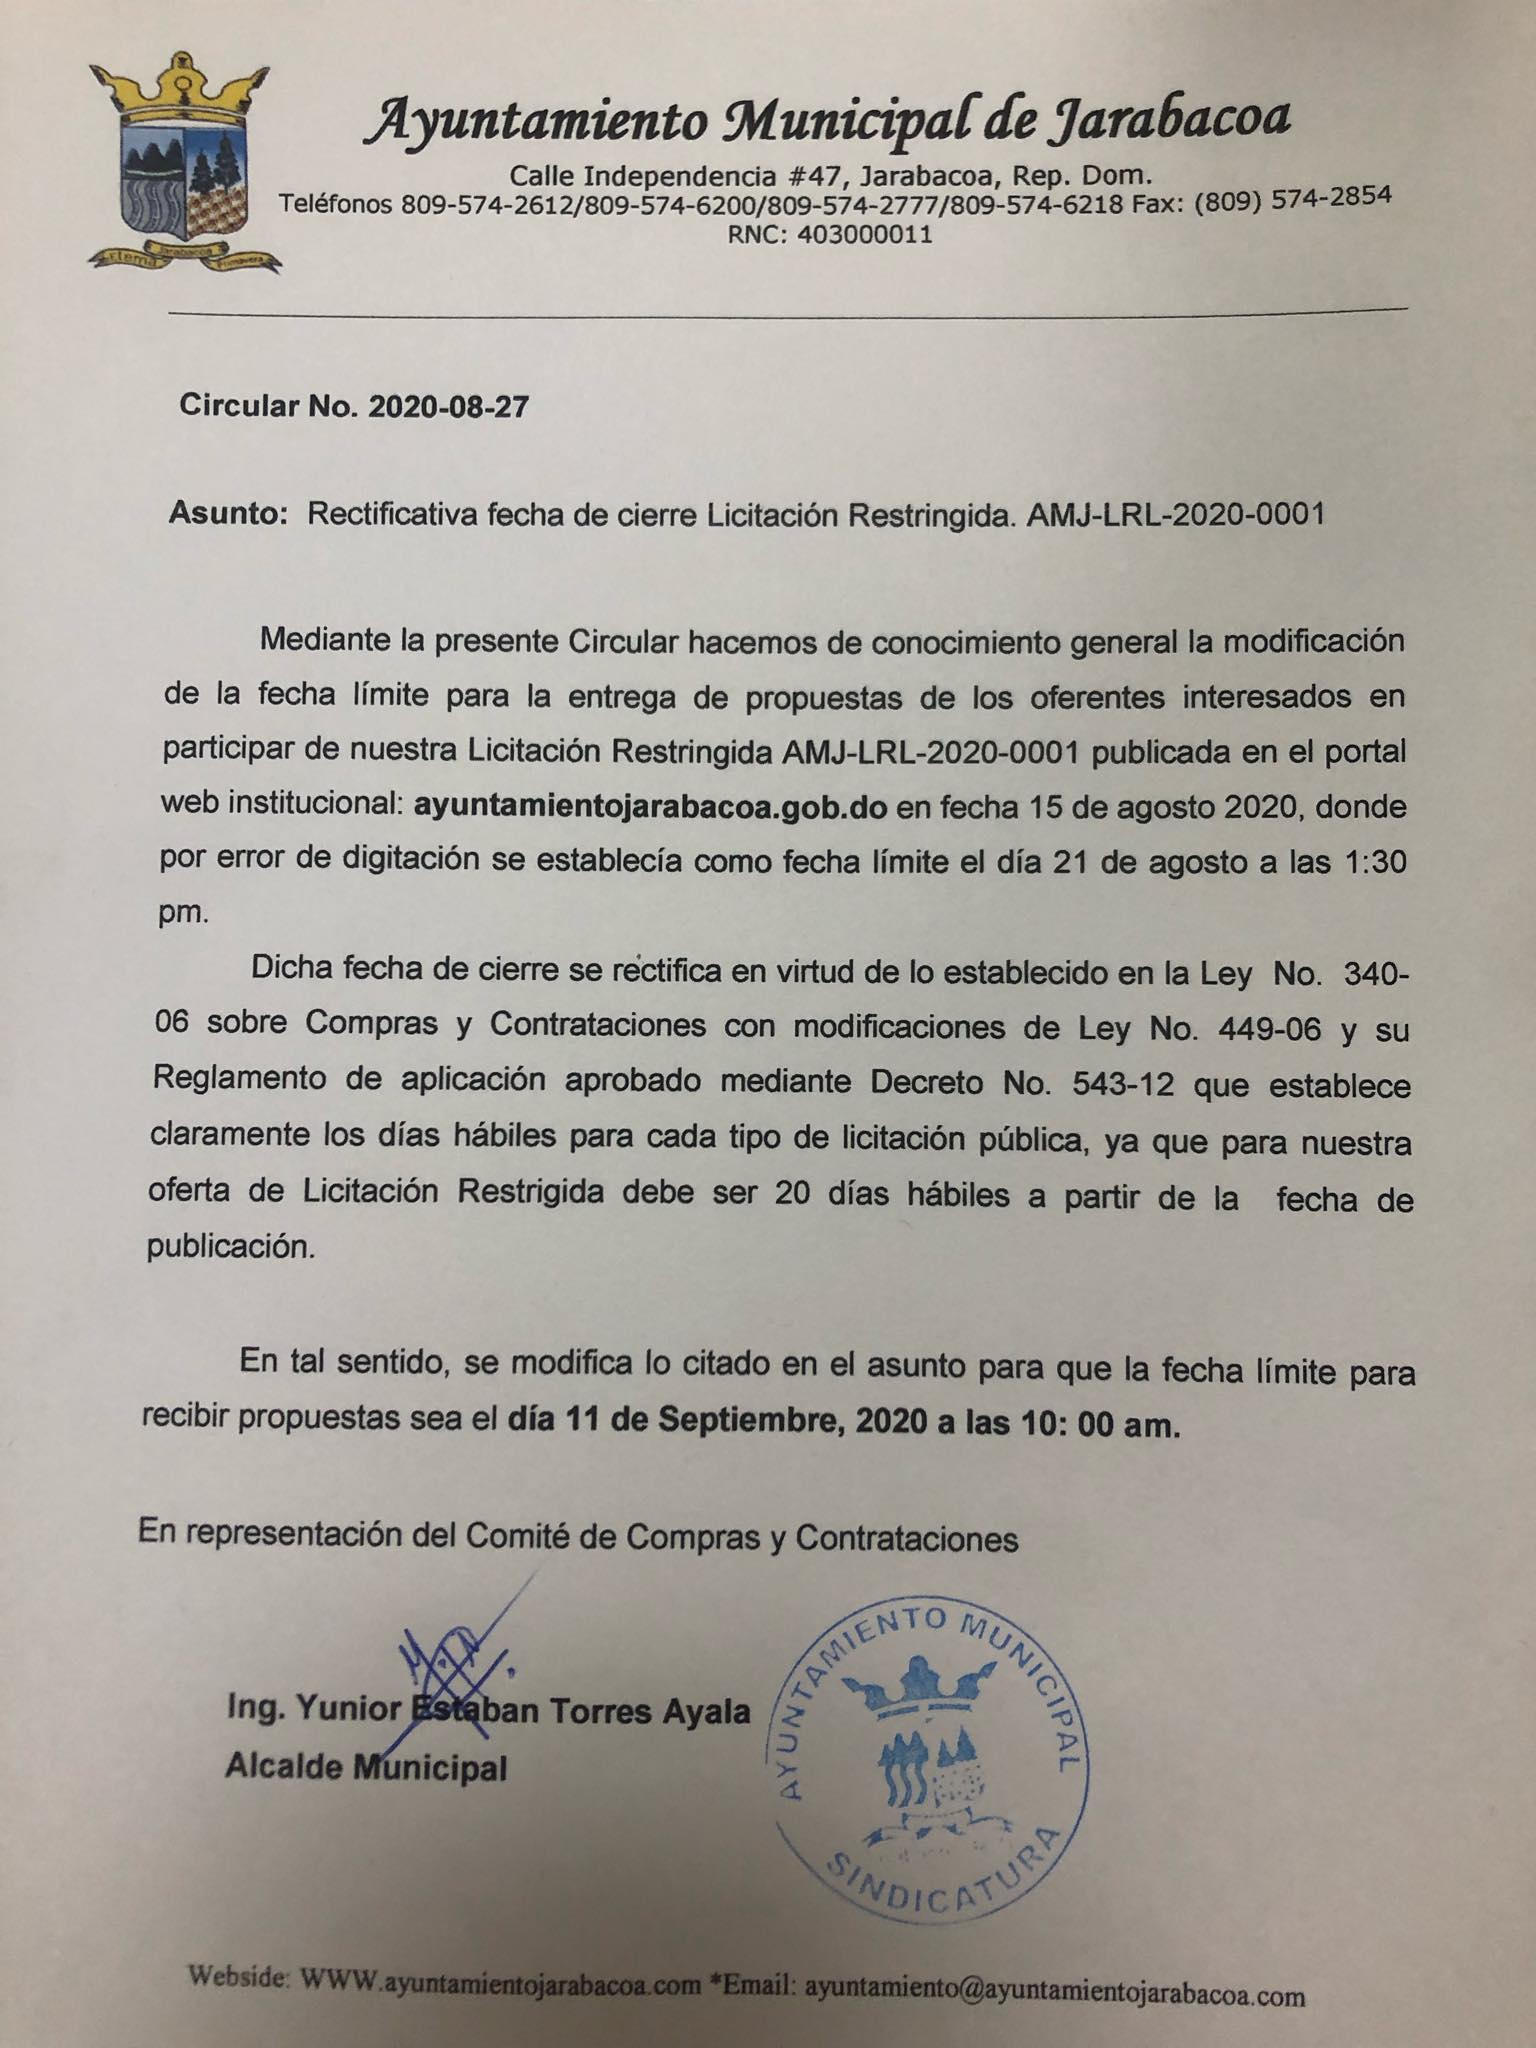 Ayuntamiento Municipal de Jarabacoa
Calle Independencia #47, Jarabacoa, Rep. Dom.
Teléfonos 809-574-2612/809-574-6200/809-574-2777/809-574-6218 Fax: (809) 574-2854
RNC: 403000011
Eterna Jarabacoa Primavera
Circular No. 2020-08-27
Asunto: Rectificativa fecha de cierre Licitación Restringida. AMJ-LRL-2020-0001
Mediante la presente Circular hacemos de conocimiento general la modificación
de la fecha límite para la entrega de propuestas de los oferentes interesados en
participar de nuestra Licitación Restringida AMJ-LRL-2020-0001 publicada en el portal
web institucional: ayuntamientojarabacoa.gob.do en fecha 15 de agosto 2020, donde
por error de digitación se establecía como fecha límite el día 21 de agosto a las 1:30
pm.
Dicha fecha de cierre se rectifica en virtud de lo establecido en la Ley No. 340-
06 sobre Compras y Contrataciones con modificaciones de Ley No. 449-06 y su
Reglamento de aplicación aprobado mediante Decreto No. 543-12 que establece
claramente los días hábiles para cada tipo de licitación pública, ya que para nuestra
oferta de Licitación Restrigida debe ser 20 días hábiles a partir de la fecha de
publicación.
En tal sentido, se modifica lo citado en el asunto para que la fecha límite para
recibir propuestas sea el día 11 de Septiembre, 2020 a las 10: 00 am.
En representación del Comité de Compras y Contrataciones
Ing. Yunior Estaban Torres Ayala
Alcalde Municipal
AYUNTAMIENTO MUNICIPAL
SINDICATURA
Webside: WWW.ayuntamientojarabacoa.com *Email: ayuntamiento@ayuntamientojarabacoa.com